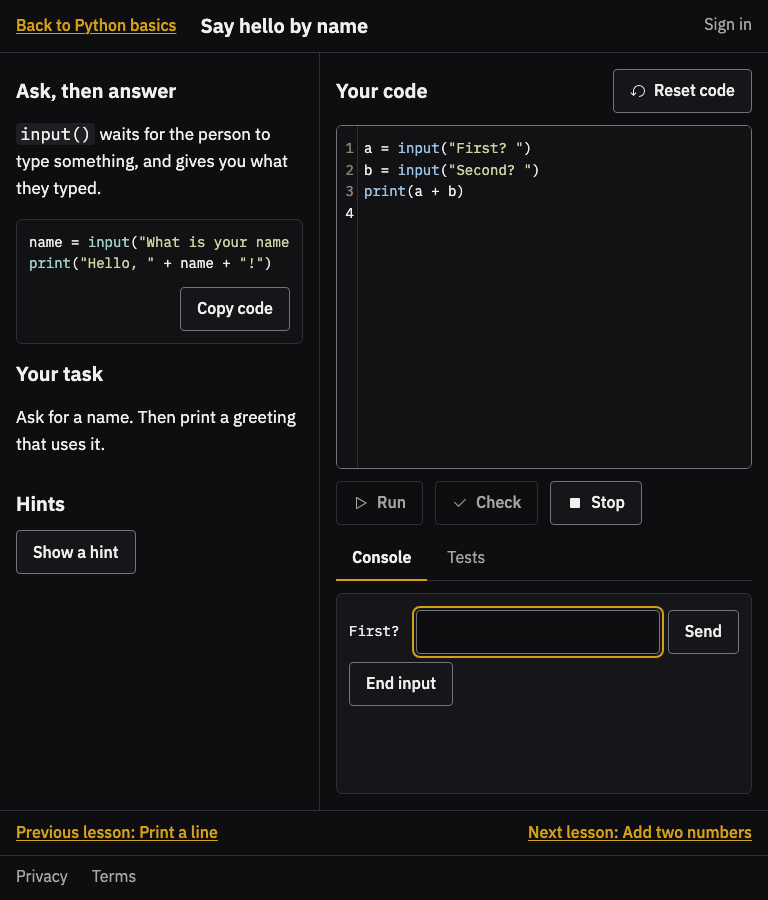 Back to Python basics
Say hello by name
Sign in
Ask, then answer
input() waits for the person to
type something, and gives you what
they typed.
name = input("What is your name
print("Hello, " + name + "!")
Copy code
Your task
Ask for a name. Then print a greeting
that uses it.
Hints
Show a hint
Your code
Reset code
1 a = input("First? ")
2 b = input("Second? ")
3 print(a + b)
4
Run
Check
Stop
Console
Tests
First?
Send
End input
Previous lesson: Print a line
Next lesson: Add two numbers
Privacy
Terms